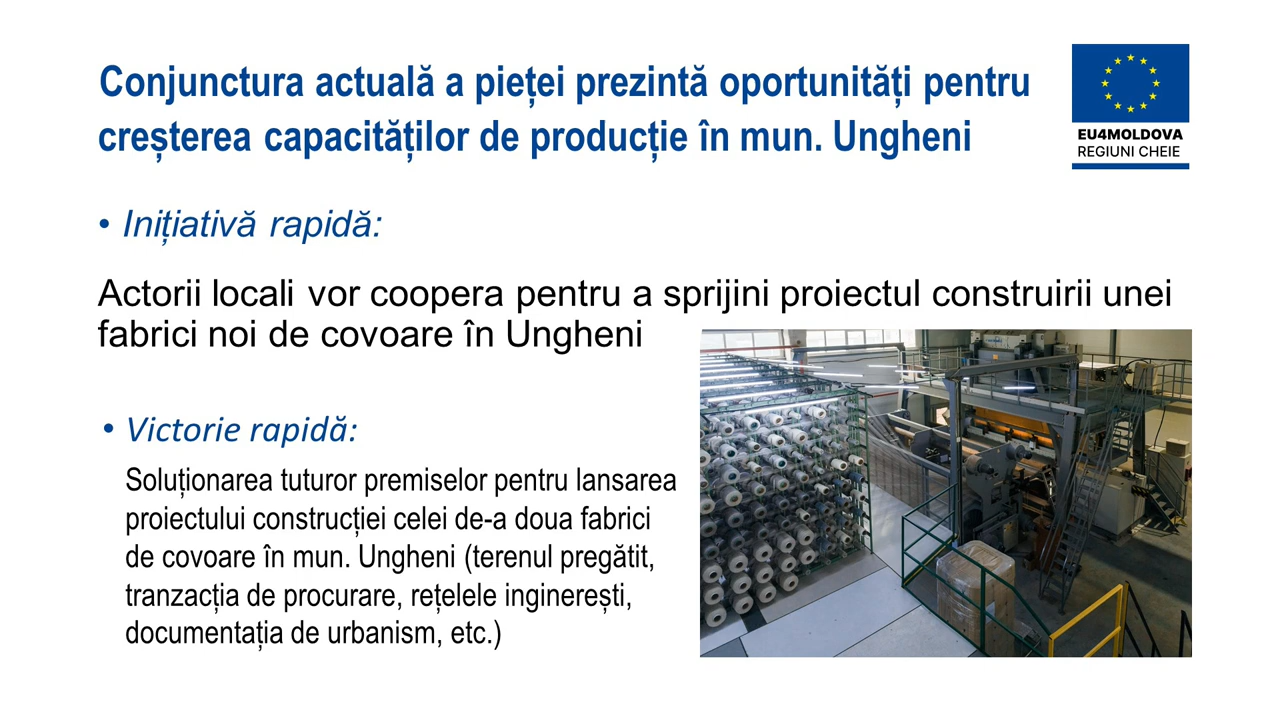 Conjunctura actuală a pieței prezintă oportunități pentru
creșterea capacităților de producție în mun. Ungheni
EU4MOLDOVA
REGIUNI CHEIE
• Inițiativă rapidă:
Actorii locali vor coopera pentru a sprijini proiectul construirii unei
fabrici noi de covoare în Ungheni
• Victorie rapidă:
Soluționarea tuturor premiselor pentru lansarea
proiectului construcției celei de-a doua fabrici
de covoare în mun. Ungheni (terenul pregătit,
tranzacția de procurare, rețelele inginerești,
documentația de urbanism, etc.)